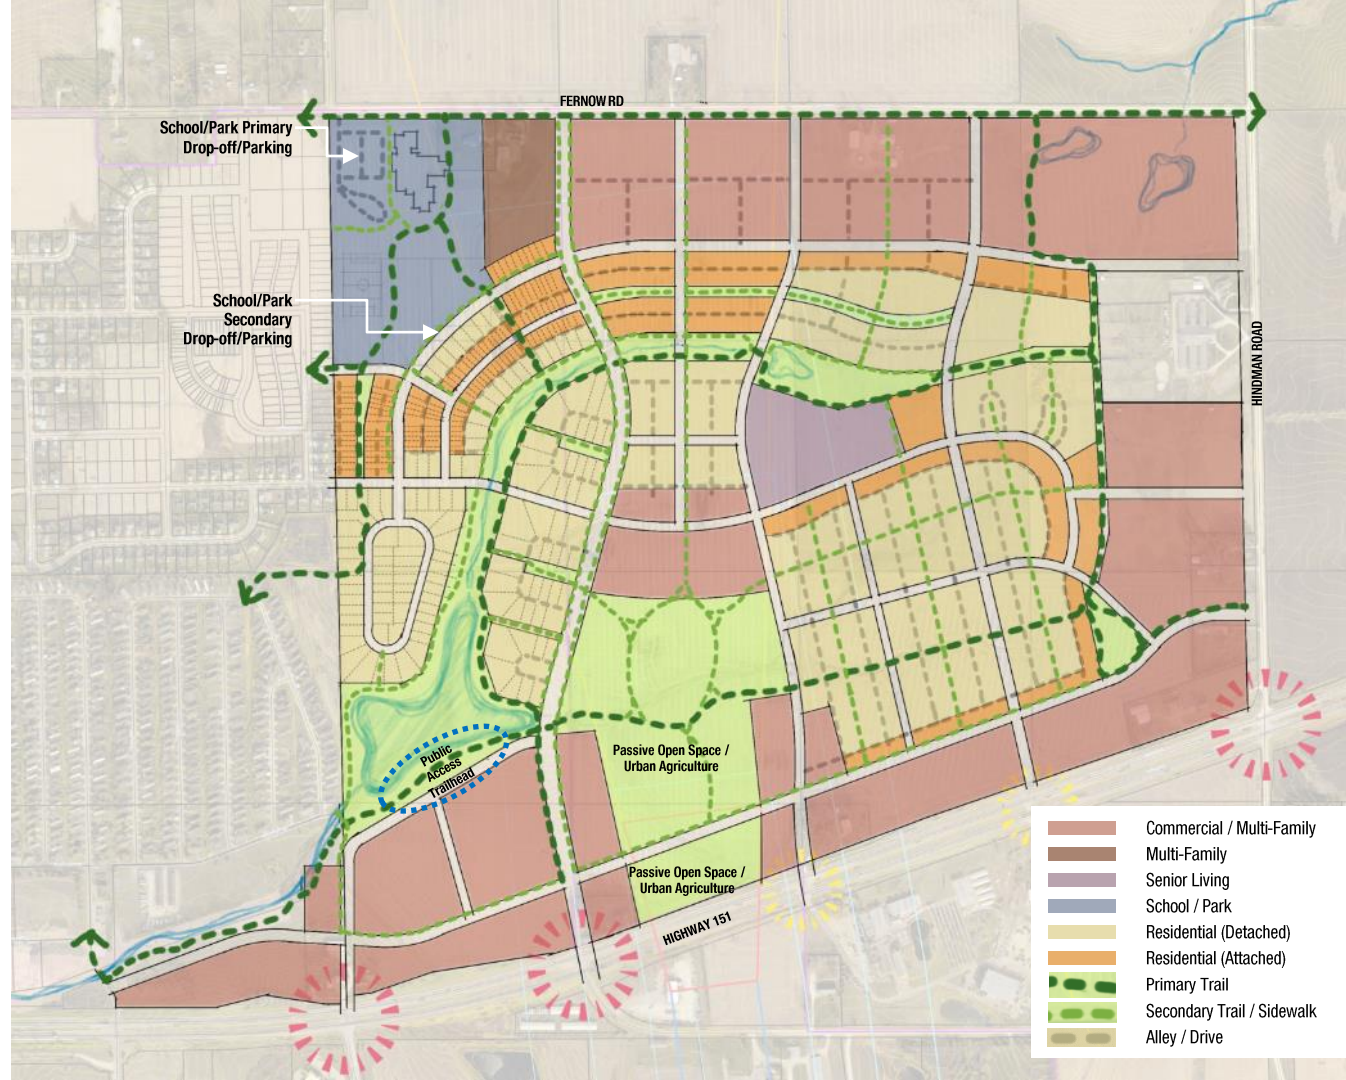 FERNOW RD
School/Park Primary
Drop-off/Parking
School/Park
Secondary
Drop-off/Parking
HINDMAN ROAD
Public
Access
Trailhead
Passive Open Space /
Urban Agriculture
Passive Open Space /
Urban Agriculture
HIGHWAY 151
Commercial / Multi-Family
Multi-Family
Senior Living
School / Park
Residential (Detached)
Residential (Attached)
Primary Trail
Secondary Trail / Sidewalk
Alley / Drive